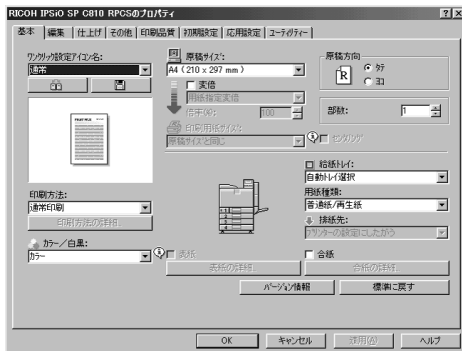 RICOH IPSiO SP C810 RPCSのプロパティ
基本 編集 仕上げ その他 印刷品質 初期設定 応用設定 ユーティリティー
ワンクリック設定アイコン名:
通常
原稿サイズ:
A4 ( 210 x 297 mm )
変倍
用紙指定変倍
倍率(%): 100
印刷用紙サイズ:
原稿サイズと同じ
原稿方向
タテ
ヨコ
部数: 1
給紙トレイ:
自動トレイ選択
用紙種類:
普通紙/再生紙
排紙先:
プリンターの設定にしたがう
印刷方法:
通常印刷
印刷方法の詳細
カラー/白黒:
カラー
表紙
表紙の詳細
合紙
合紙の詳細
バージョン情報 標準に戻す
OK キャンセル 適用(A) ヘルプ